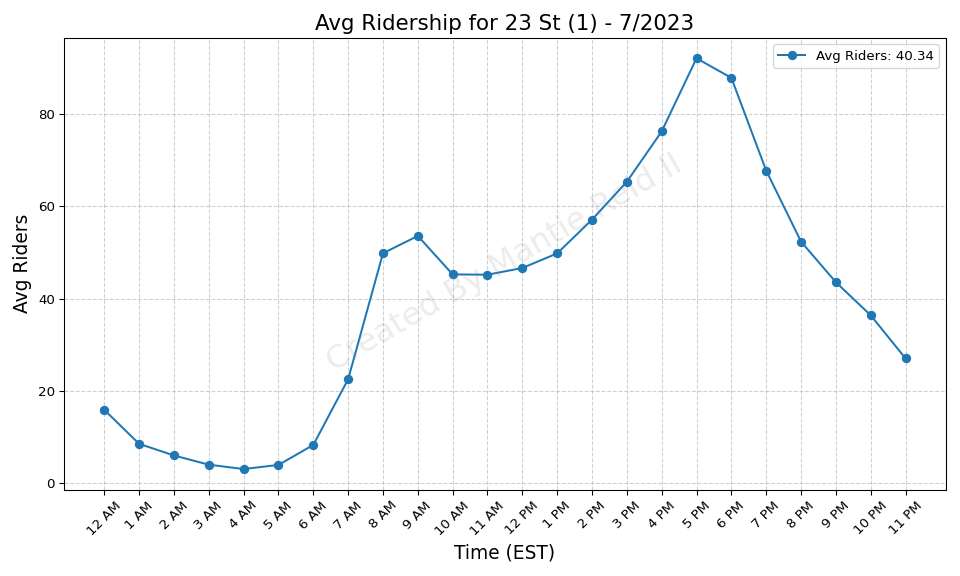 Avg Ridership for 23 St (1) - 7/2023
Avg Riders: 40.34
Avg Riders
80
60
40
20
0
Created By Mantie Reid II
12 AM
1 AM
2 AM
3 AM
4 AM
5 AM
6 AM
7 AM
8 AM
9 AM
10 AM
11 AM
12 PM
1 PM
2 PM
3 PM
4 PM
5 PM
6 PM
7 PM
8 PM
9 PM
10 PM
11 PM
Time (EST)